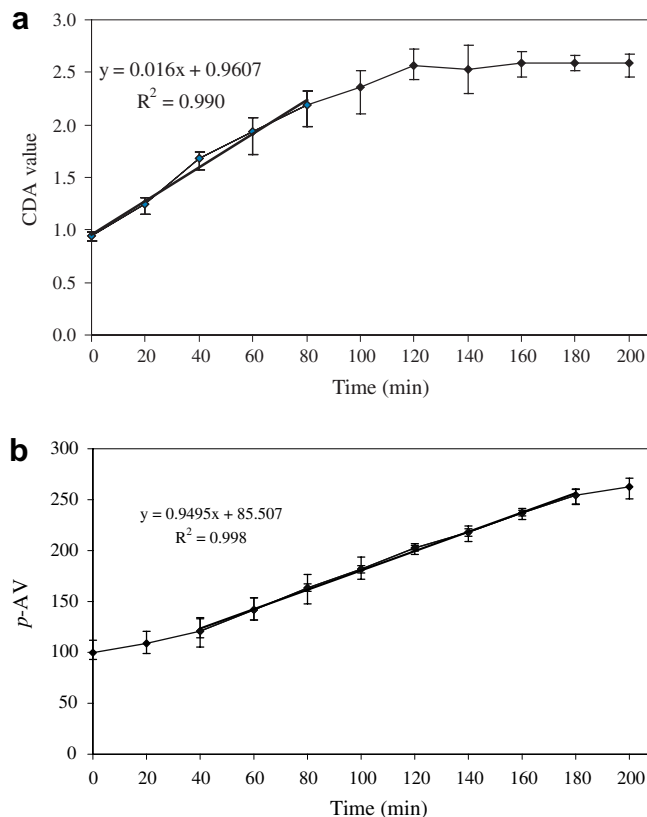 a
3.0
y = 0.016x + 0.9607
R² = 0.990
2.5
2.0
1.5
1.0
0.5
0.0
CDA value
0 20 40 60 80 100 120 140 160 180 200
Time (min)
b
300
y = 0.9495x + 85.507
R² = 0.998
250
200
150
100
50
0
p-AV
0 20 40 60 80 100 120 140 160 180 200
Time (min)